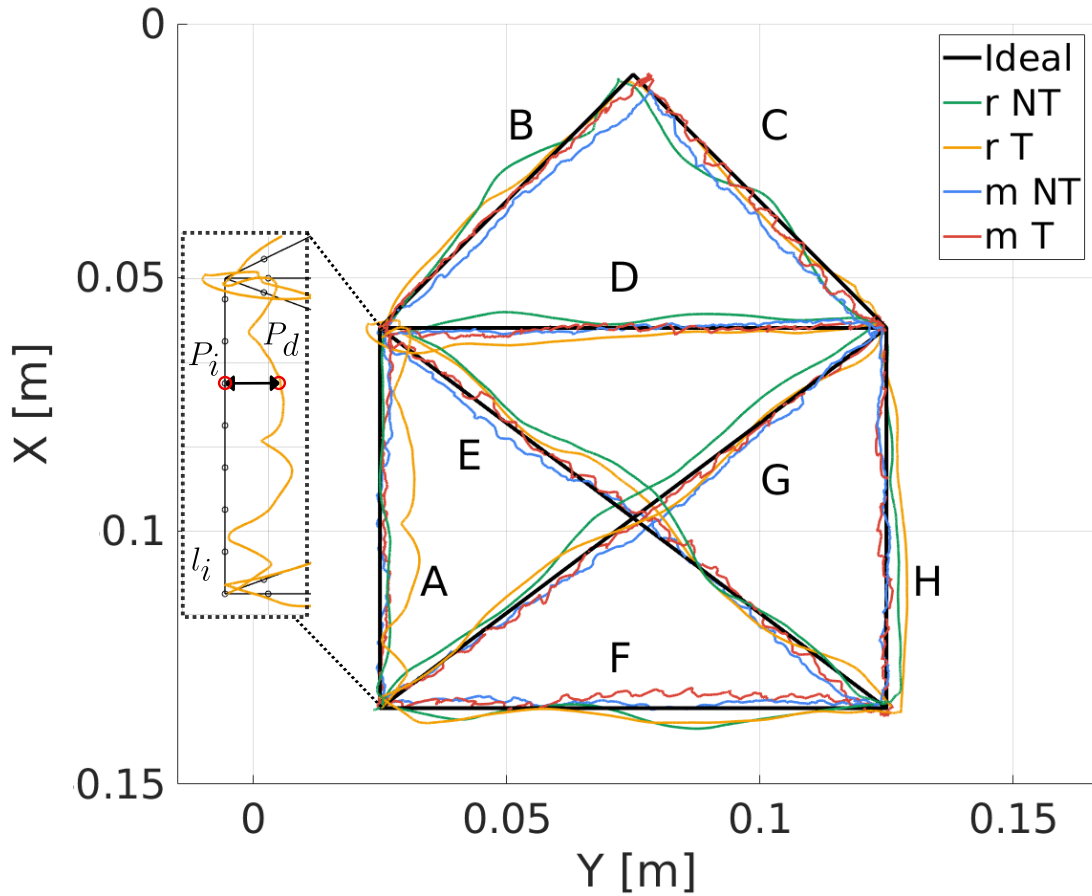 0
Ideal
r NT
r T
m NT
m T
B
C
0.05
D
P_i
P_d
E
G
0.1
l_i
A
H
F
0.15
0
0.05
0.1
0.15
X [m]
Y [m]